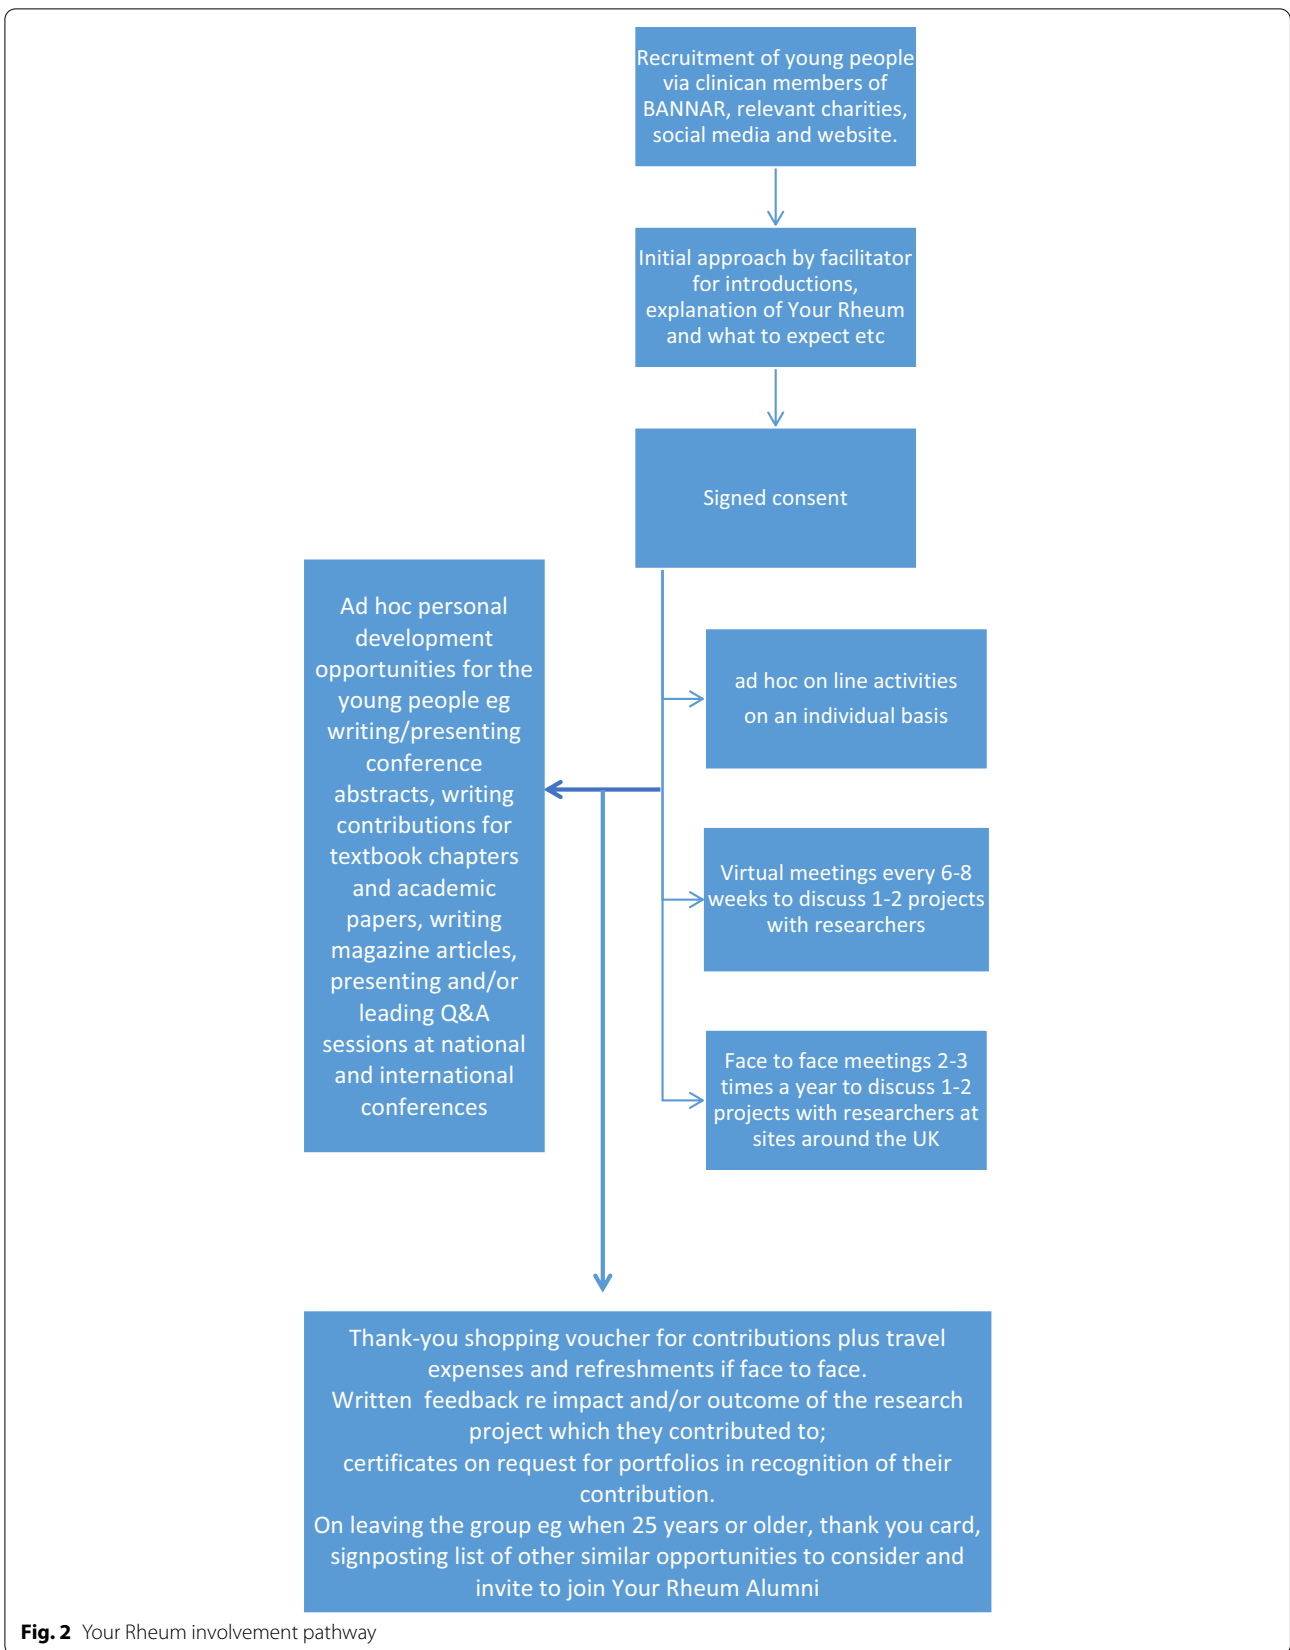 Recruitment of young people
via clinican members of
BANNAR, relevant charities,
social media and website.
Initial approach by facilitator
for introductions,
explanation of Your Rheum
and what to expect etc
Signed consent
Ad hoc personal
development
opportunities for the
young people eg
writing/presenting
conference
abstracts, writing
contributions for
textbook chapters
and academic
papers, writing
magazine articles,
presenting and/or
leading Q&A
sessions at national
and international
conferences
ad hoc on line activities
on an individual basis
Virtual meetings every 6-8
weeks to discuss 1-2 projects
with researchers
Face to face meetings 2-3
times a year to discuss 1-2
projects with researchers at
sites around the UK
Thank-you shopping voucher for contributions plus travel
expenses and refreshments if face to face.
Written feedback re impact and/or outcome of the research
project which they contributed to;
certificates on request for portfolios in recognition of their
contribution.
On leaving the group eg when 25 years or older, thank you card,
signposting list of other similar opportunities to consider and
invite to join Your Rheum Alumni
Fig. 2 Your Rheum involvement pathway